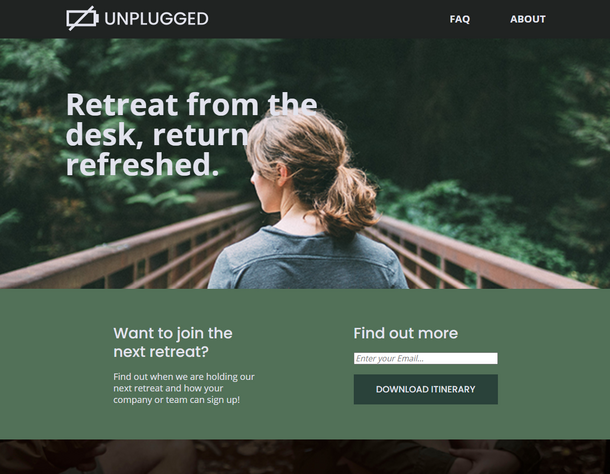 UNPLUGGED
FAQ
ABOUT
Retreat from the
desk, return
refreshed.
Want to join the
next retreat?
Find out when we are holding our
next retreat and how your
company or team can sign up!
Find out more
Enter your Email...
DOWNLOAD ITINERARY